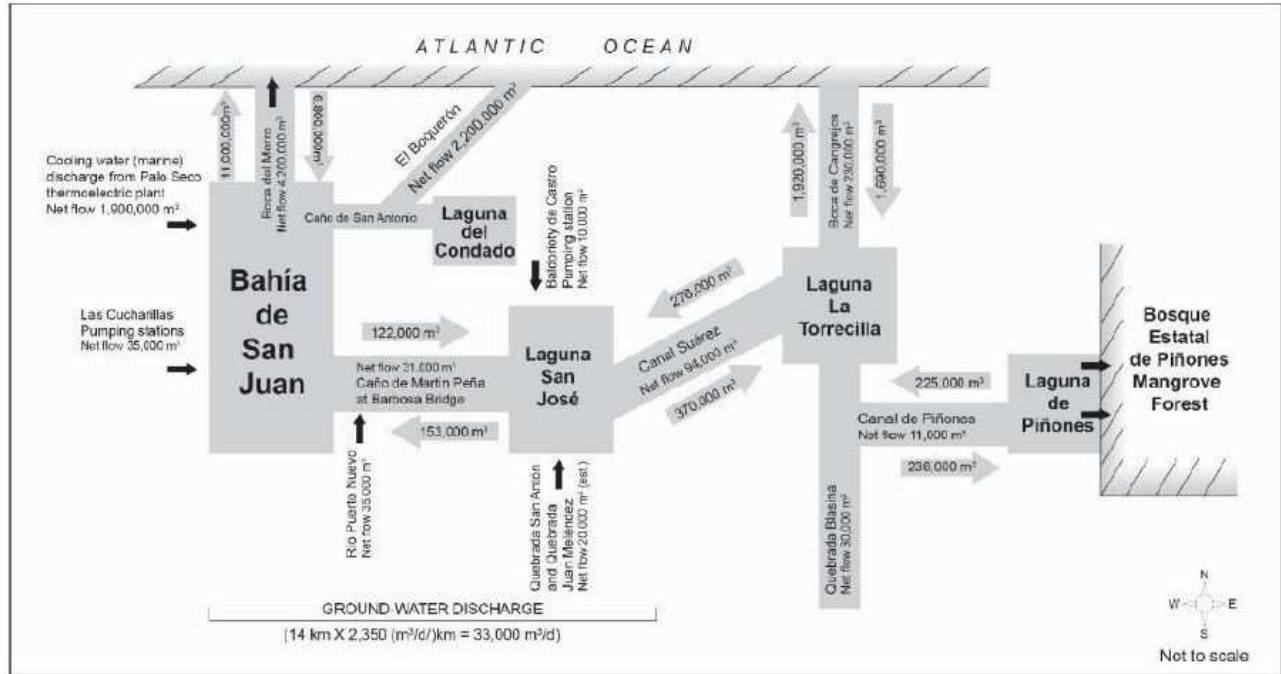 ATLANTIC OCEAN
11,000,000m³
Boca del Morro
Net flow 4,200,000 m³
6,800,000m³
El Boquerón
Net flow 2,200,000 m³
Cooling water (marine)
discharge from Palo Seco
thermoelectric plant
Net flow 1,900,000 m³
Caño de San Antonio
Laguna
del
Condado
Baldorioty de Castro
Pumping station
Net flow 10,000 m³
1,920,000 m³
Boca de Cangrejos
Net flow 230,000 m³
1,690,000 m³
Bahía
de
San
Juan
Las Cucharillas
Pumping stations
Net flow 35,000 m³
122,000 m³
Net flow 31,000 m³
Caño de Martín Peña
at Barbosa Bridge
153,000 m³
Laguna
San
José
276,000 m³
Canal Suárez
Net flow 94,000 m³
370,000 m³
Laguna
La
Torrecilla
225,000 m³
Canal de Piñones
Net flow 11,000 m³
236,000 m³
Laguna
de
Piñones
Bosque
Estatal
de Piñones
Mangrove
Forest
Río Puerto Nuevo
Net flow 35,000 m³
Quebrada San Antón
and Quebrada
Juan Meléndez
Net flow 20,000 m³ (est.)
Quebrada Blasina
Net flow 30,000 m³
GROUND-WATER DISCHARGE
(14 km X 2,350 (m³/d/)km = 33,000 m³/d)
N
W E
S
Not to scale